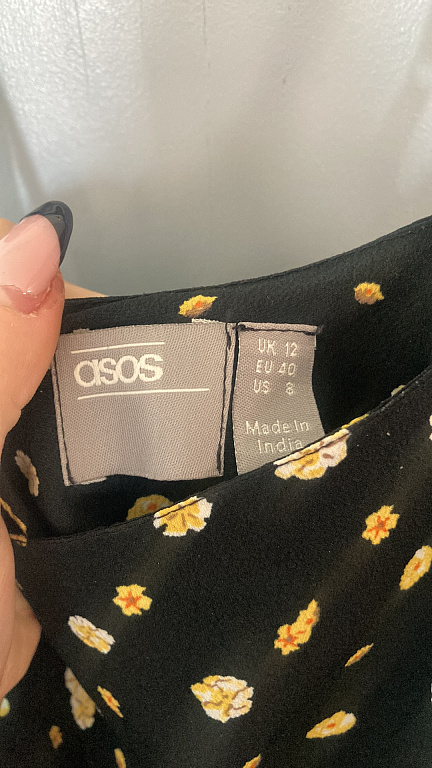 asos
UK 12
EU 40
US 8
Made In
India